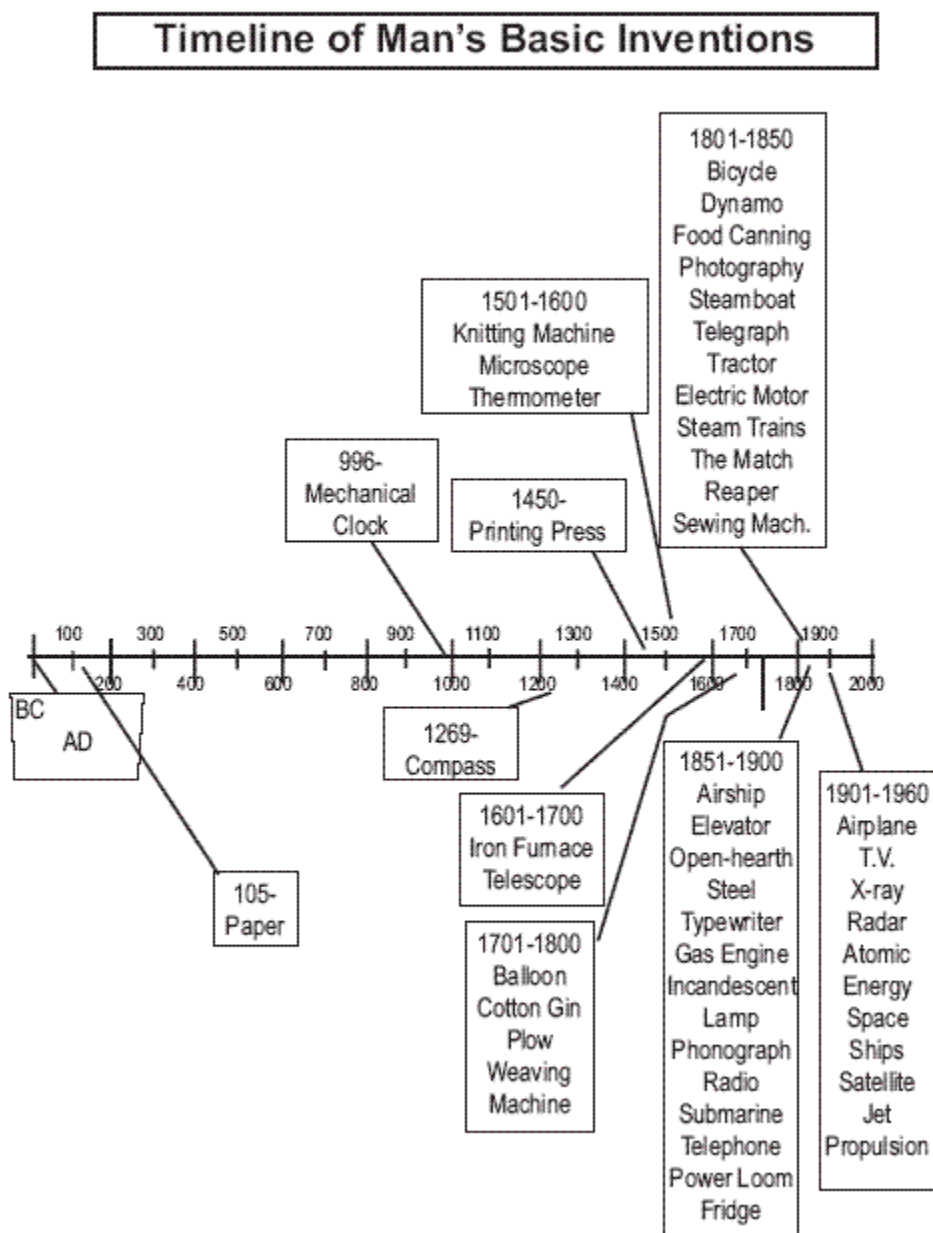 Timeline of Man's Basic Inventions
1801-1850
Bicycle
Dynamo
Food Canning
Photography
Steamboat
Telegraph
Tractor
Electric Motor
Steam Trains
The Match
Reaper
Sewing Mach.
1501-1600
Knitting Machine
Microscope
Thermometer
996-
Mechanical
Clock
1450-
Printing Press
100 300 500 700 900 1100 1300 1500 1700 1900
200 400 600 800 1000 1200 1400 1600 1800 2000
BC
AD
105-
Paper
1269-
Compass
1601-1700
Iron Furnace
Telescope
1701-1800
Balloon
Cotton Gin
Plow
Weaving
Machine
1851-1900
Airship
Elevator
Open-hearth
Steel
Typewriter
Gas Engine
Incandescent
Lamp
Phonograph
Radio
Submarine
Telephone
Power Loom
Fridge
1901-1960
Airplane
T.V.
X-ray
Radar
Atomic
Energy
Space
Ships
Satellite
Jet
Propulsion